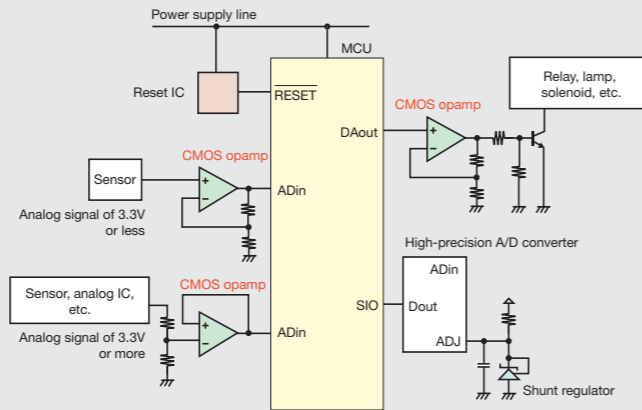 Power supply line
MCU
Reset IC
RESET
Relay, lamp,
solenoid, etc.
CMOS opamp
DAout
+
−
CMOS opamp
Sensor
+
−
ADin
Analog signal of 3.3V
or less
High-precision A/D converter
ADin
CMOS opamp
Sensor, analog IC,
etc.
SIO
Dout
+
−
ADin
ADJ
Analog signal of 3.3V
or more
Shunt regulator